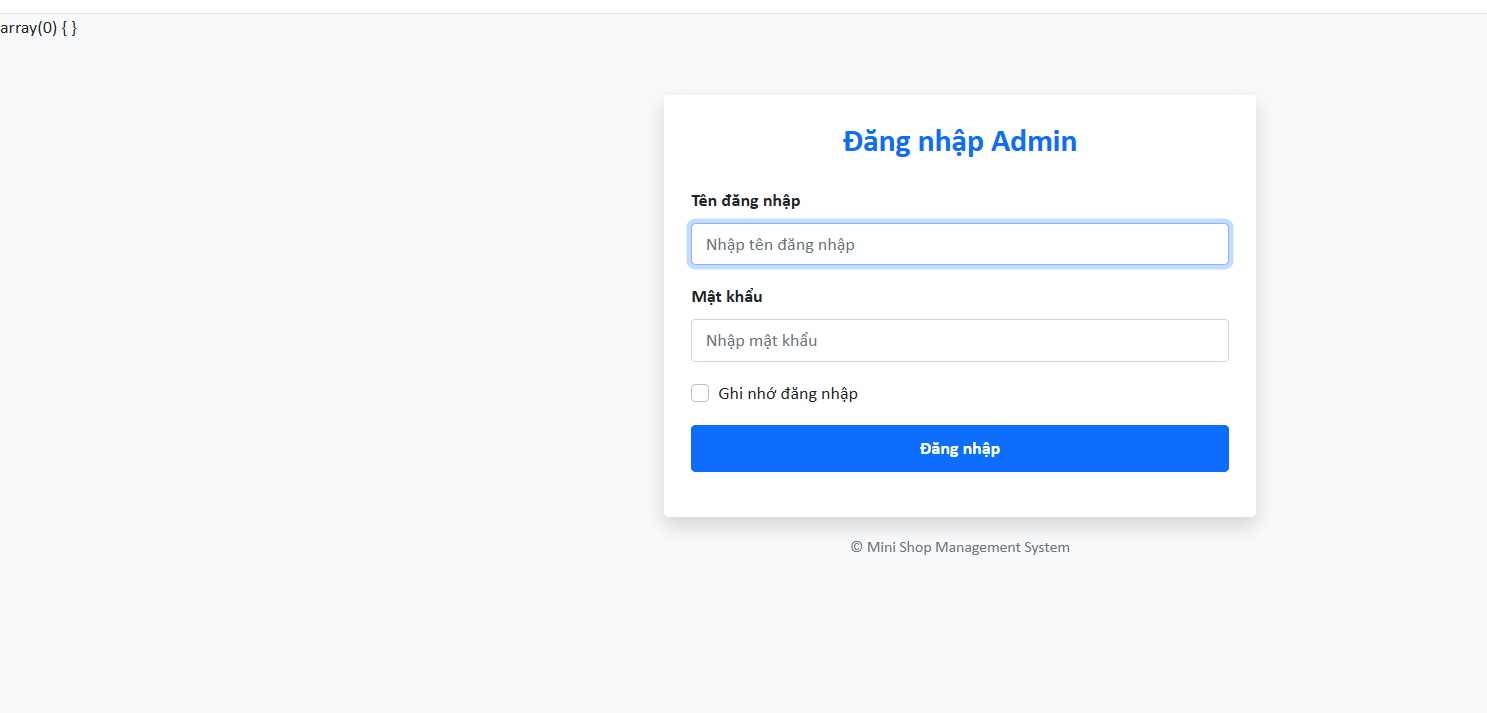 array(0) { }
Đăng nhập Admin
Tên đăng nhập
Nhập tên đăng nhập
Mật khẩu
Nhập mật khẩu
Ghi nhớ đăng nhập
Đăng nhập
© Mini Shop Management System